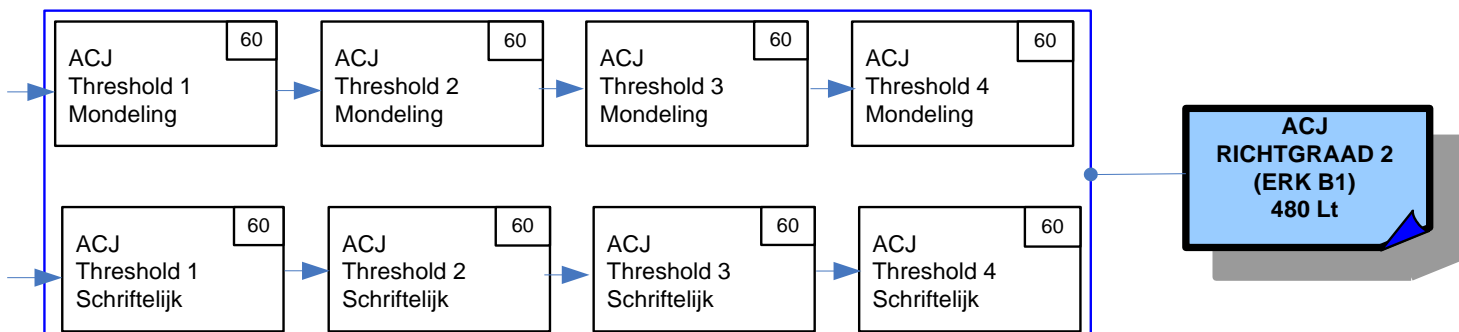 60
ACJ
Threshold 1
Mondeling
60
ACJ
Threshold 2
Mondeling
60
ACJ
Threshold 3
Mondeling
60
ACJ
Threshold 4
Mondeling
ACJ
RICHTGRAAD 2
(ERK B1)
480 Lt
60
ACJ
Threshold 1
Schriftelijk
60
ACJ
Threshold 2
Schriftelijk
60
ACJ
Threshold 3
Schriftelijk
60
ACJ
Threshold 4
Schriftelijk